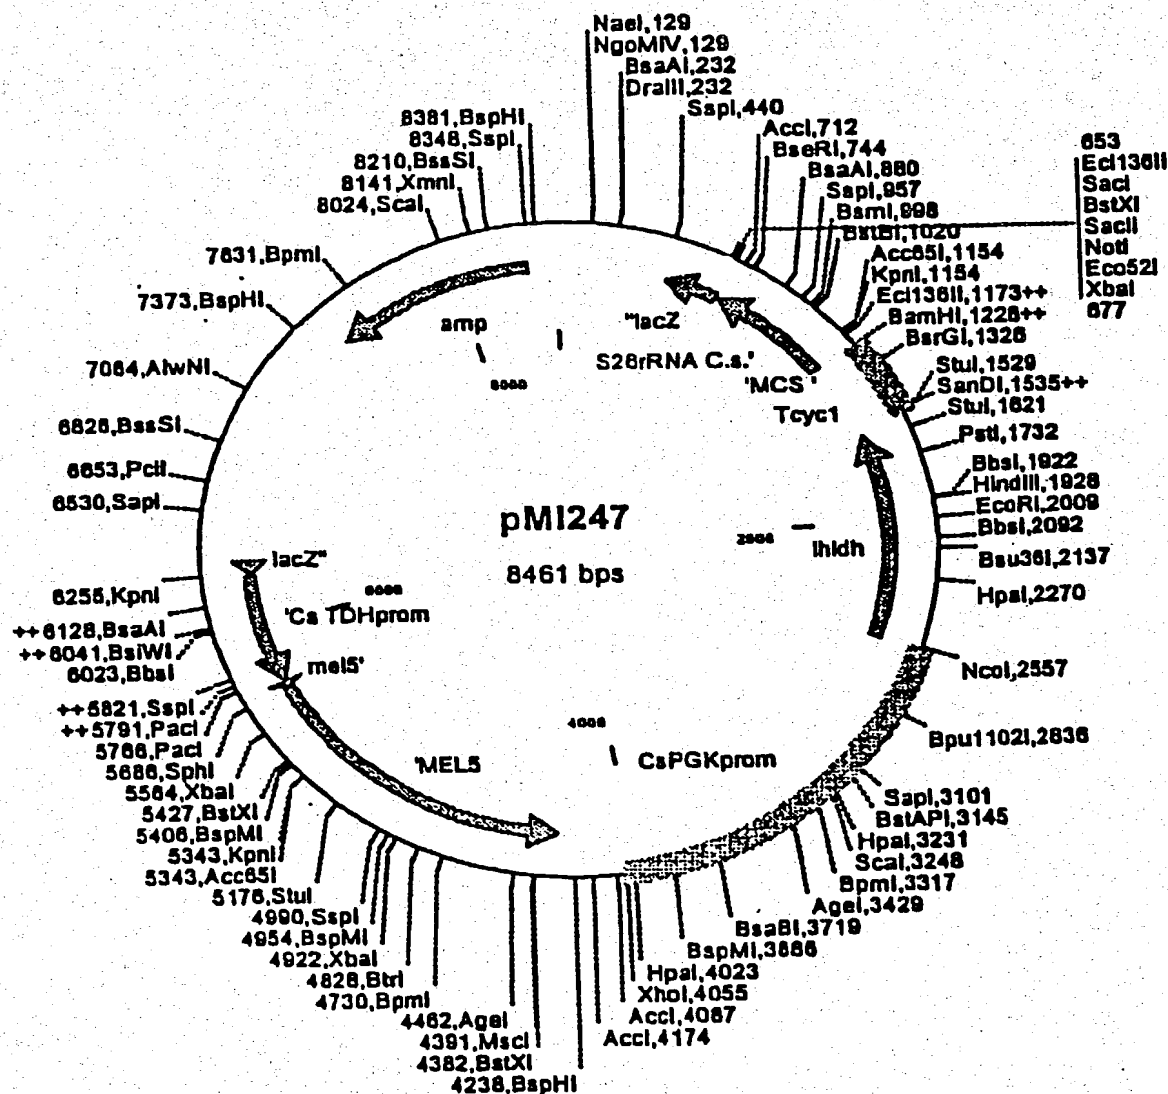 NaeI,129
NgoMIV,129
BsaAI,232
DraIII,232
SspI,440
AccI,712
BseRI,744
BsaAI,880
SspI,957
BsmI,998
BstBI,1020
Acc65I,1154
KpnI,1154
Ecl136II,1173++
BamHI,1226++
BsrGI,1326
StuI,1529
SanDI,1535++
StuI,1621
PstI,1732
BbsI,1922
HindIII,1928
EcoRI,2009
BbsI,2092
Bsu36I,2137
HpaI,2270
NcoI,2557
Bpu1102I,2836
SapI,3101
BstAPI,3145
HpaI,3231
ScaI,3248
BpmI,3317
AgeI,3429
BsaBI,3719
BspMI,3886
HpaI,4023
XhoI,4055
AccI,4087
AccI,4174
653
Ecl136II
SacI
BstXI
SacII
NotI
Eco52I
XbaI
677
8381,BspHI
8348,SspI
8210,BssSI
8141,XmnI
8024,ScaI
7631,BpmI
7373,BspHI
7064,AlwNI
6826,BssSI
6653,PciI
6530,SapI
6255,KpnI
++6128,BsaAI
++6041,BsiWI
6023,BbsI
++5821,SspI
++5791,PacI
5766,PacI
5686,SphI
5564,XbaI
5427,BstXI
5406,BspMI
5343,KpnI
5343,Acc65I
5176,StuI
4990,SspI
4954,BspMI
4922,XbaI
4828,BtrI
4730,BpmI
4462,AgeI
4391,MscI
4382,BstXI
4238,BspHI
amp
"lacZ
S26rRNA C.s.'
'MCS '
Tcyc1
lhldh
pMI247
8461 bps
lacZ"
'Cs TDHprom
mel5'
'MEL5
CsPGKprom